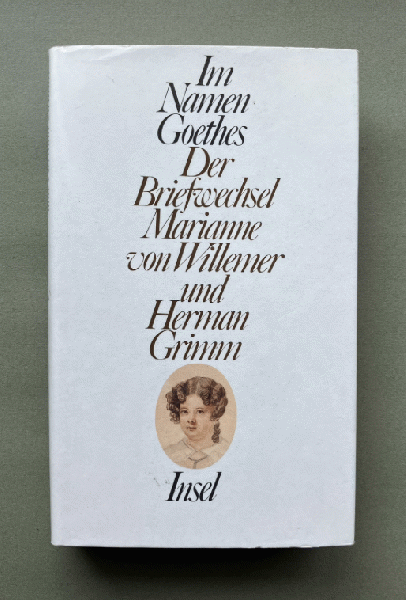 Im
Namen
Goethes
Der
Briefwechsel
Marianne
von Willemer
und
Herman
Grimm
Insel